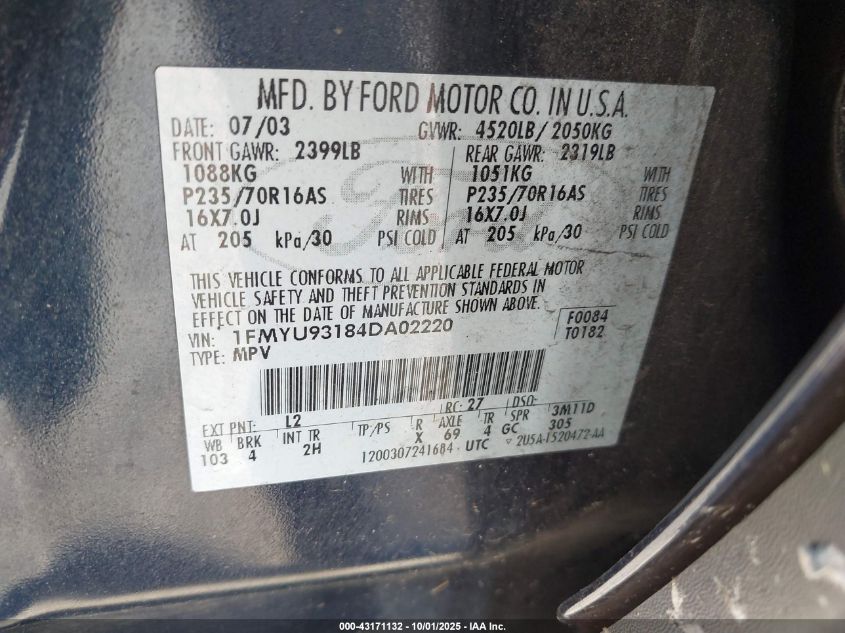 MFD. BY FORD MOTOR CO. IN U.S.A.
DATE: 07/03 GVWR: 4520LB/ 2050KG
FRONT GAWR: 2399LB REAR GAWR: 2319LB
1088KG WITH 1051KG WITH
P235/70R16AS TIRES P235/70R16AS TIRES
16X7.0J RIMS 16X7.0J RIMS
AT 205 kPa/30 PSI COLD AT 205 kPa/30 PSI COLD
THIS VEHICLE CONFORMS TO ALL APPLICABLE FEDERAL MOTOR
VEHICLE SAFETY AND THEFT PREVENTION STANDARDS IN
EFFECT ON THE DATE OF MANUFACTURE SHOWN ABOVE.
VIN: 1FMYU93184DA02220 F0084
TYPE: MPV T0182
EXT PNT: L2 RC: 27 DSO: 3M11D
WB BRK INT TR TP/PS R AXLE TR SPR
103 4 2H X 69 4 GC 305
1200307241684 - UTC 2U5A-1520472-AA
Ford
000-43171132 - 10/01/2025 - IAA Inc.